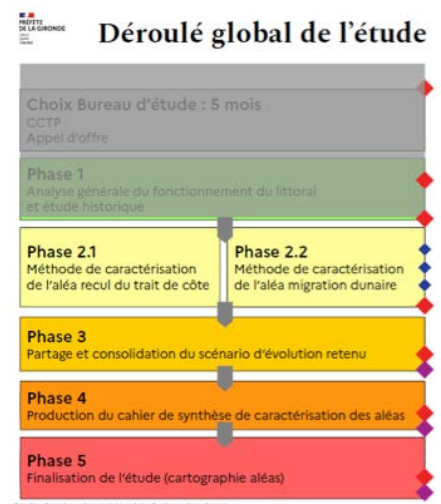 PRÉFÈTE
DE LA GIRONDE
Déroulé global de l'étude
Choix Bureau d'étude : 5 mois
CCTP
Appel d'offre
Phase 1
Analyse générale du fonctionnement du littoral
et étude historique
Phase 2.1
Méthode de caractérisation
de l'aléa recul du trait de côte
Phase 2.2
Méthode de caractérisation
de l'aléa migration dunaire
Phase 3
Partage et consolidation du scénario d'évolution retenu
Phase 4
Production du cahier de synthèse de caractérisation des aléas
Phase 5
Finalisation de l'étude (cartographie aléas)